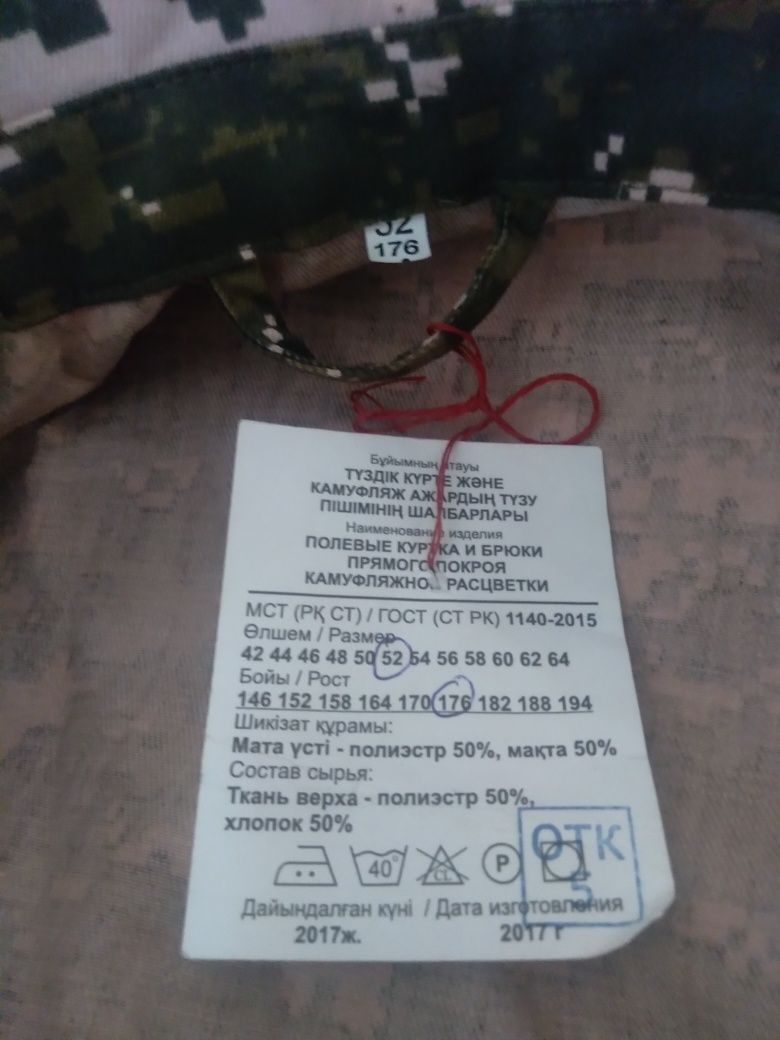 52
176
Бұйымның атауы
ТҮЗДІК КҮРТЕ ЖӘНЕ
КАМУФЛЯЖ АЖАРДЫҢ ТҮЗУ
ПІШІМІНІҢ ШАЛБАРЛАРЫ
Наименование изделия
ПОЛЕВЫЕ КУРТКА И БРЮКИ
ПРЯМОГО ПОКРОЯ
КАМУФЛЯЖНОЙ РАСЦВЕТКИ
МСТ (РҚ СТ) / ГОСТ (СТ РК) 1140-2015
Өлшем / Размер
42 44 46 48 50 52 54 56 58 60 62 64
Бойы / Рост
146 152 158 164 170 176 182 188 194
Шикізат құрамы:
Мата үсті - полиэстр 50%, мақта 50%
Состав сырья:
Ткань верха - полиэстр 50%,
хлопок 50%
40° CL P
ОТК
5
Дайындалған күні / Дата изготовления
2017ж. 2017 г